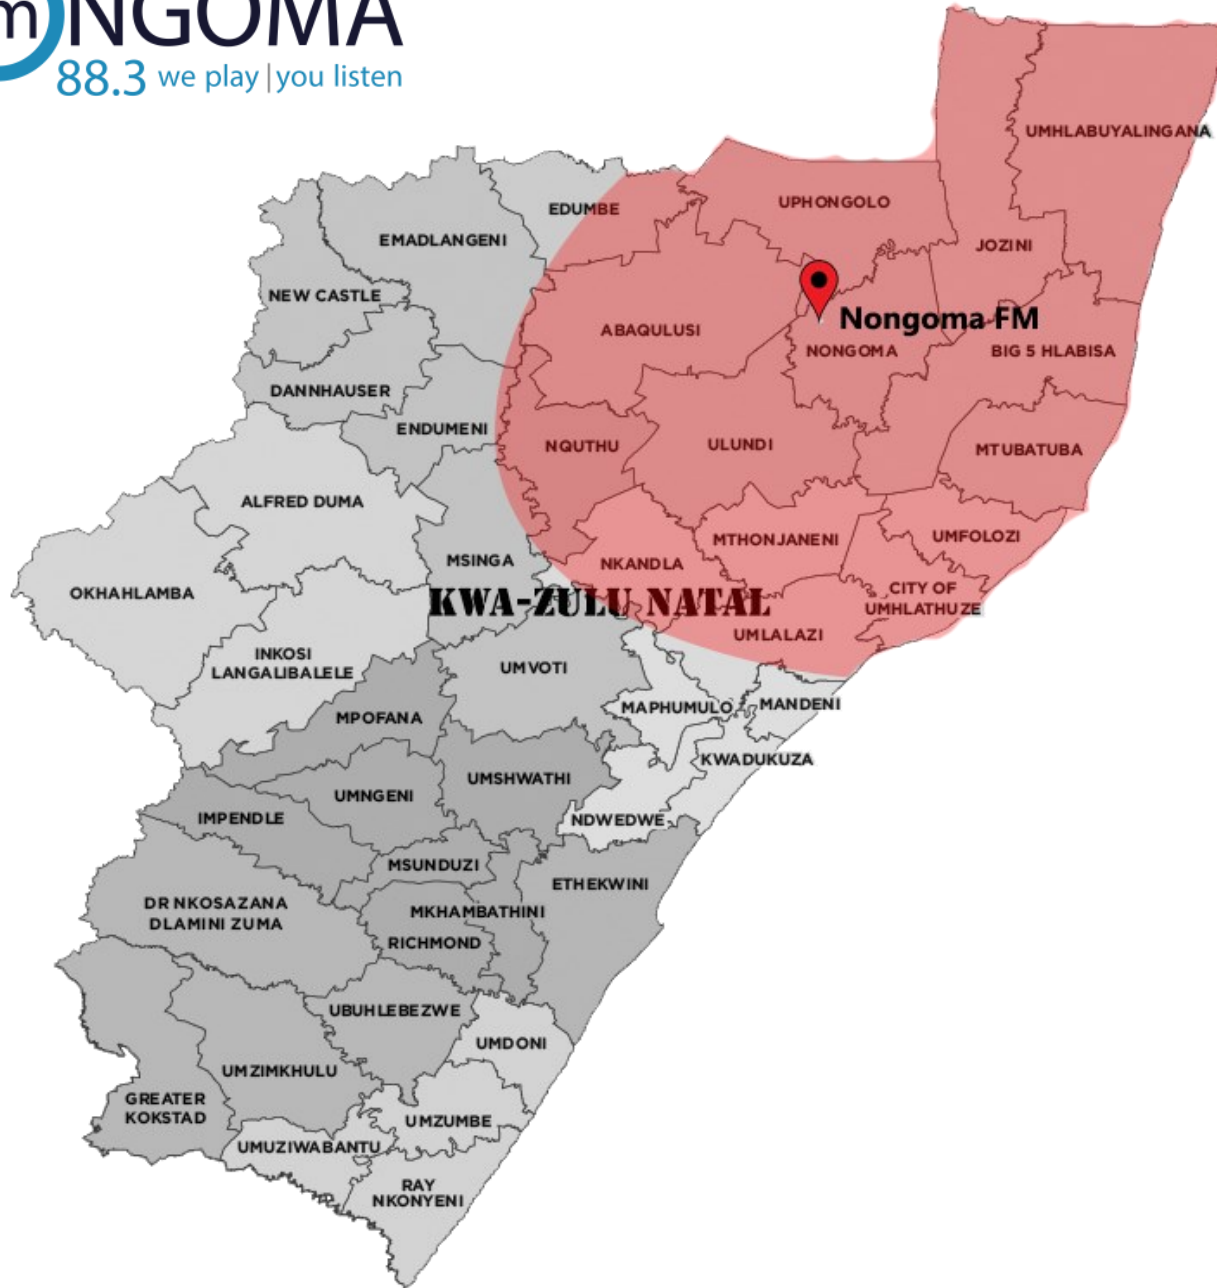 m NGOMA
88.3 we play | you listen
UMHLABUYALINGANA
EDUMBE
UPHONGOLO
EMADLANGENI
JOZINI
NEW CASTLE
Nongoma FM
ABAQULUSI
NONGOMA
BIG 5 HLABISA
DANNHAUSER
ENDUMENI
NQUTHU
ULUNDI
MTUBATUBA
ALFRED DUMA
MTHONJANENI
UMFOLOZI
MSINGA
NKANDLA
OKHAHLAMBA
CITY OF
UMHLATHUZE
KWA-ZULU NATAL
UMLALAZI
INKOSI
LANGALIBALELE
UMVOTI
MAPHUMULO
MANDENI
MPOFANA
KWADUKUZA
UMSHWATHI
UMNGENI
IMPENDLE
NDWEDWE
MSUNDUZI
ETHEKWINI
DR NKOSAZANA
DLAMINI ZUMA
MKHAMBATHINI
RICHMOND
UBUHLEBEZWE
UMDONI
UMZIMKHULU
GREATER
KOKSTAD
UMZUMBE
UMUZIWABANTU
RAY
NKONYENI